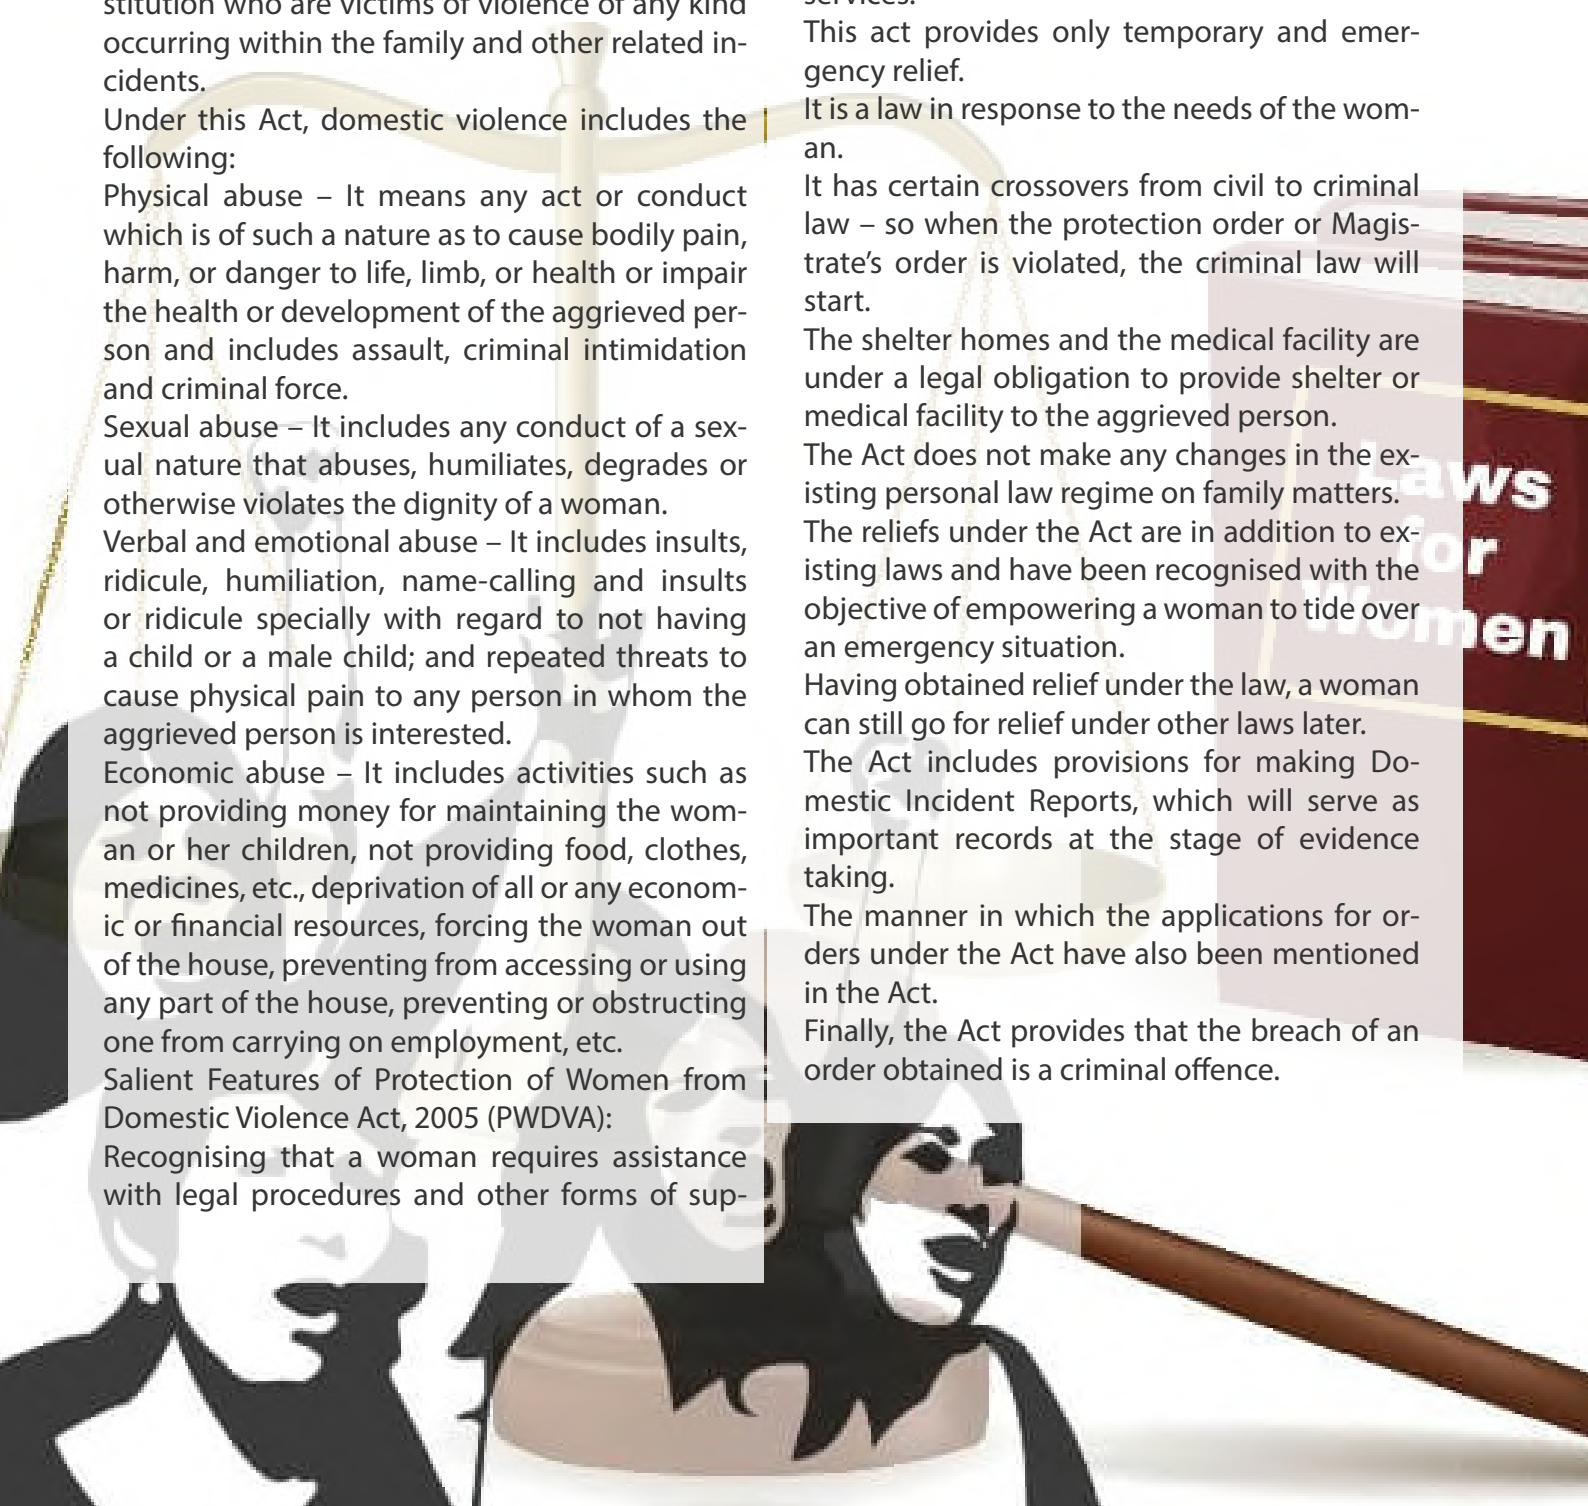 stitution who are victims of violence of any kind
occurring within the family and other related in-
cidents.
Under this Act, domestic violence includes the
following:
Physical abuse – It means any act or conduct
which is of such a nature as to cause bodily pain,
harm, or danger to life, limb, or health or impair
the health or development of the aggrieved per-
son and includes assault, criminal intimidation
and criminal force.
Sexual abuse – It includes any conduct of a sex-
ual nature that abuses, humiliates, degrades or
otherwise violates the dignity of a woman.
Verbal and emotional abuse – It includes insults,
ridicule, humiliation, name-calling and insults
or ridicule specially with regard to not having
a child or a male child; and repeated threats to
cause physical pain to any person in whom the
aggrieved person is interested.
Economic abuse – It includes activities such as
not providing money for maintaining the wom-
an or her children, not providing food, clothes,
medicines, etc., deprivation of all or any econom-
ic or financial resources, forcing the woman out
of the house, preventing from accessing or using
any part of the house, preventing or obstructing
one from carrying on employment, etc.
Salient Features of Protection of Women from
Domestic Violence Act, 2005 (PWDVA):
Recognising that a woman requires assistance
with legal procedures and other forms of sup-
services.
This act provides only temporary and emer-
gency relief.
It is a law in response to the needs of the wom-
an.
It has certain crossovers from civil to criminal
law – so when the protection order or Magis-
trate's order is violated, the criminal law will
start.
The shelter homes and the medical facility are
under a legal obligation to provide shelter or
medical facility to the aggrieved person.
The Act does not make any changes in the ex-
isting personal law regime on family matters.
The reliefs under the Act are in addition to ex-
isting laws and have been recognised with the
objective of empowering a woman to tide over
an emergency situation.
Having obtained relief under the law, a woman
can still go for relief under other laws later.
The Act includes provisions for making Do-
mestic Incident Reports, which will serve as
important records at the stage of evidence
taking.
The manner in which the applications for or-
ders under the Act have also been mentioned
in the Act.
Finally, the Act provides that the breach of an
order obtained is a criminal offence.
Laws
for
Women